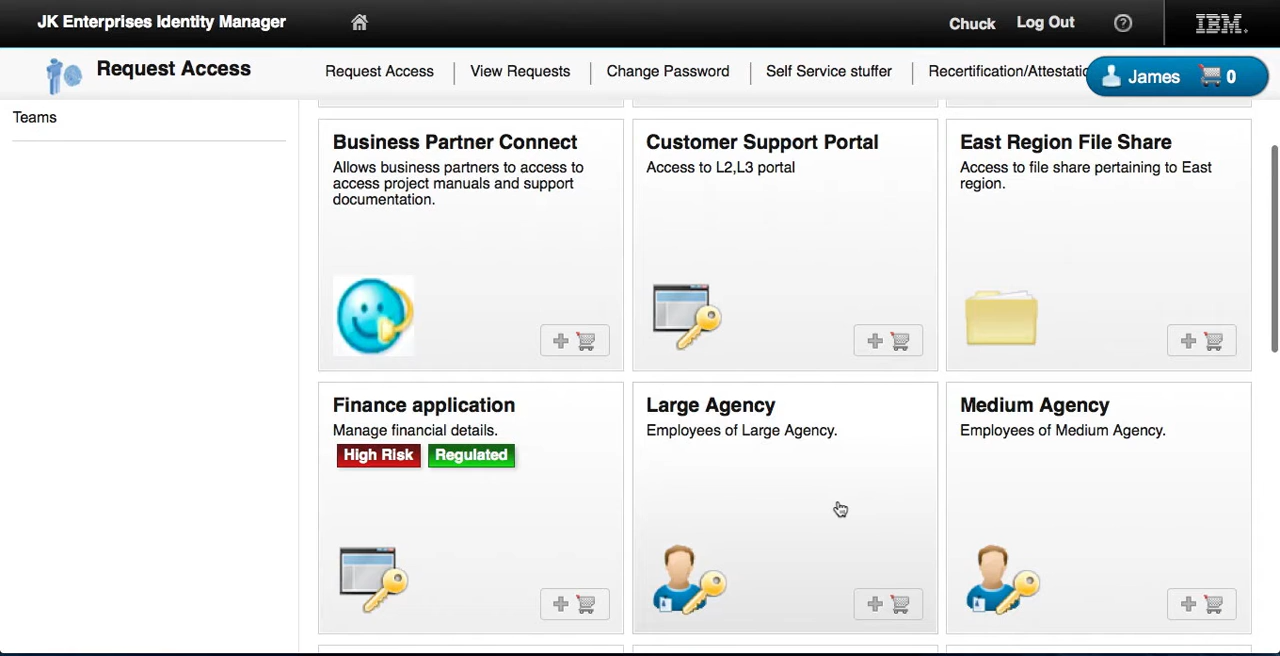 JK Enterprises Identity Manager
Chuck
Log Out
?
IBM
Request Access
Request Access
View Requests
Change Password
Self Service stuffer
Recertification/Attestatio
James
0
Teams
Business Partner Connect
Allows business partners to access to
access project manuals and support
documentation.
Customer Support Portal
Access to L2,L3 portal
East Region File Share
Access to file share pertaining to East
region.
Finance application
Manage financial details.
High Risk
Regulated
Large Agency
Employees of Large Agency.
Medium Agency
Employees of Medium Agency.